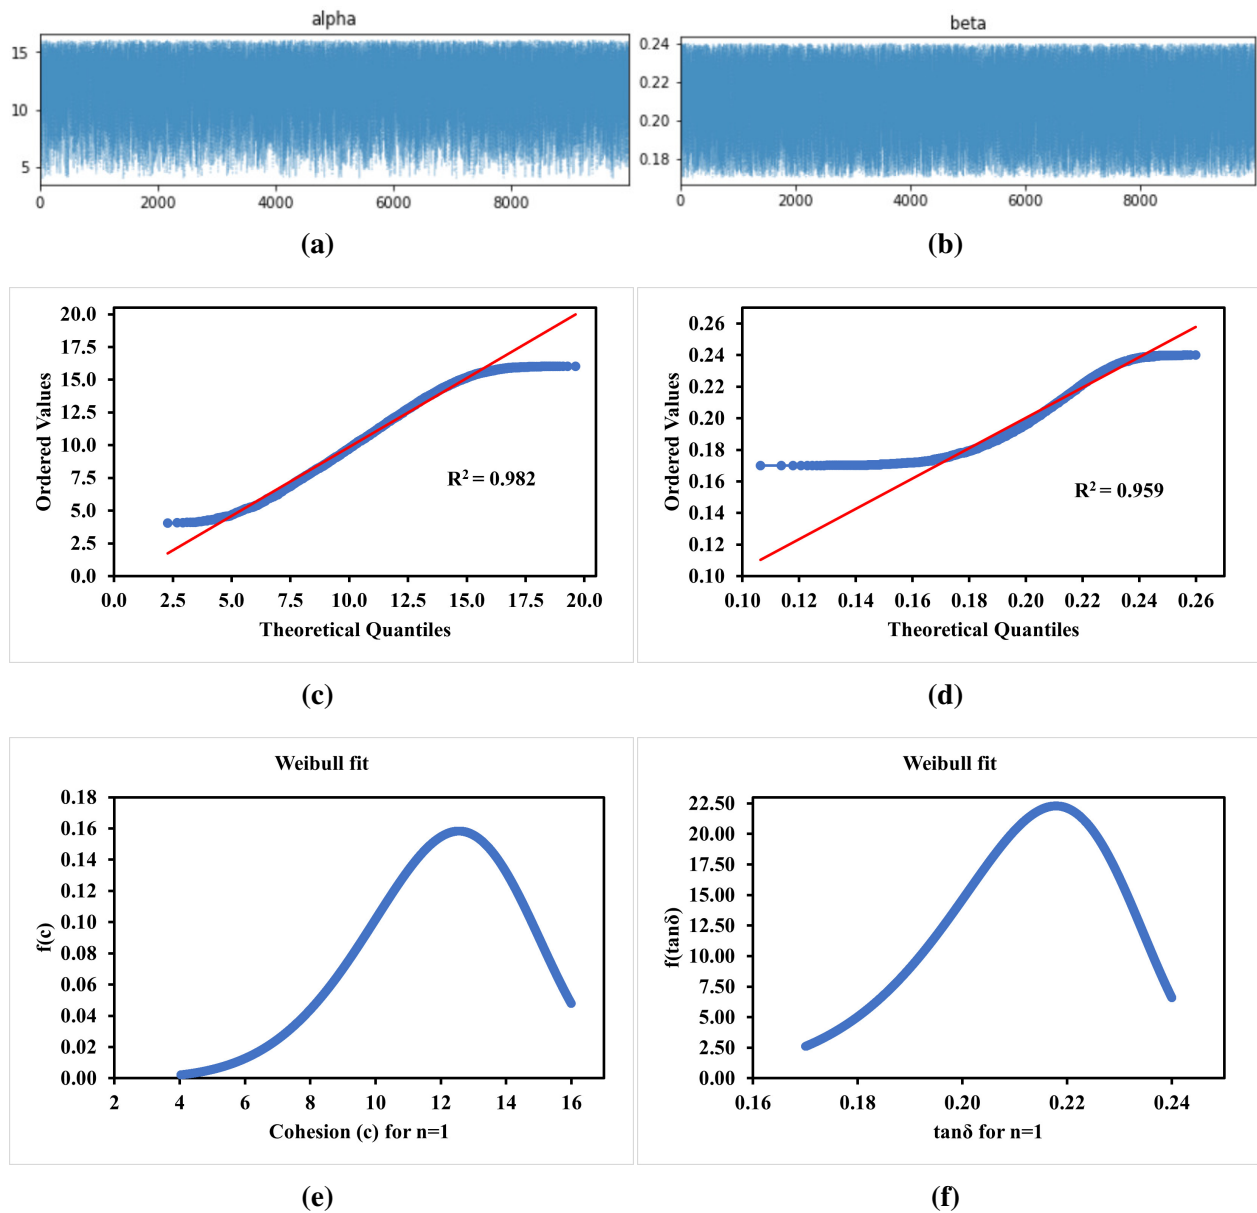 alpha
15
10
5
0 2000 4000 6000 8000
(a)
beta
0.24
0.22
0.20
0.18
0 2000 4000 6000 8000
(b)
20.0
17.5
15.0
12.5
10.0
7.5
5.0
2.5
0.0
Ordered Values
R² = 0.982
0.0 2.5 5.0 7.5 10.0 12.5 15.0 17.5 20.0
Theoretical Quantiles
(c)
0.26
0.24
0.22
0.20
0.18
0.16
0.14
0.12
0.10
Ordered Values
R² = 0.959
0.10 0.12 0.14 0.16 0.18 0.20 0.22 0.24 0.26
Theoretical Quantiles
(d)
Weibull fit
0.18
0.16
0.14
0.12
0.10
0.08
0.06
0.04
0.02
0.00
f(c)
2 4 6 8 10 12 14 16
Cohesion (c) for n=1
(e)
Weibull fit
22.50
20.00
17.50
15.00
12.50
10.00
7.50
5.00
2.50
0.00
f(tanδ)
0.16 0.18 0.20 0.22 0.24
tanδ for n=1
(f)